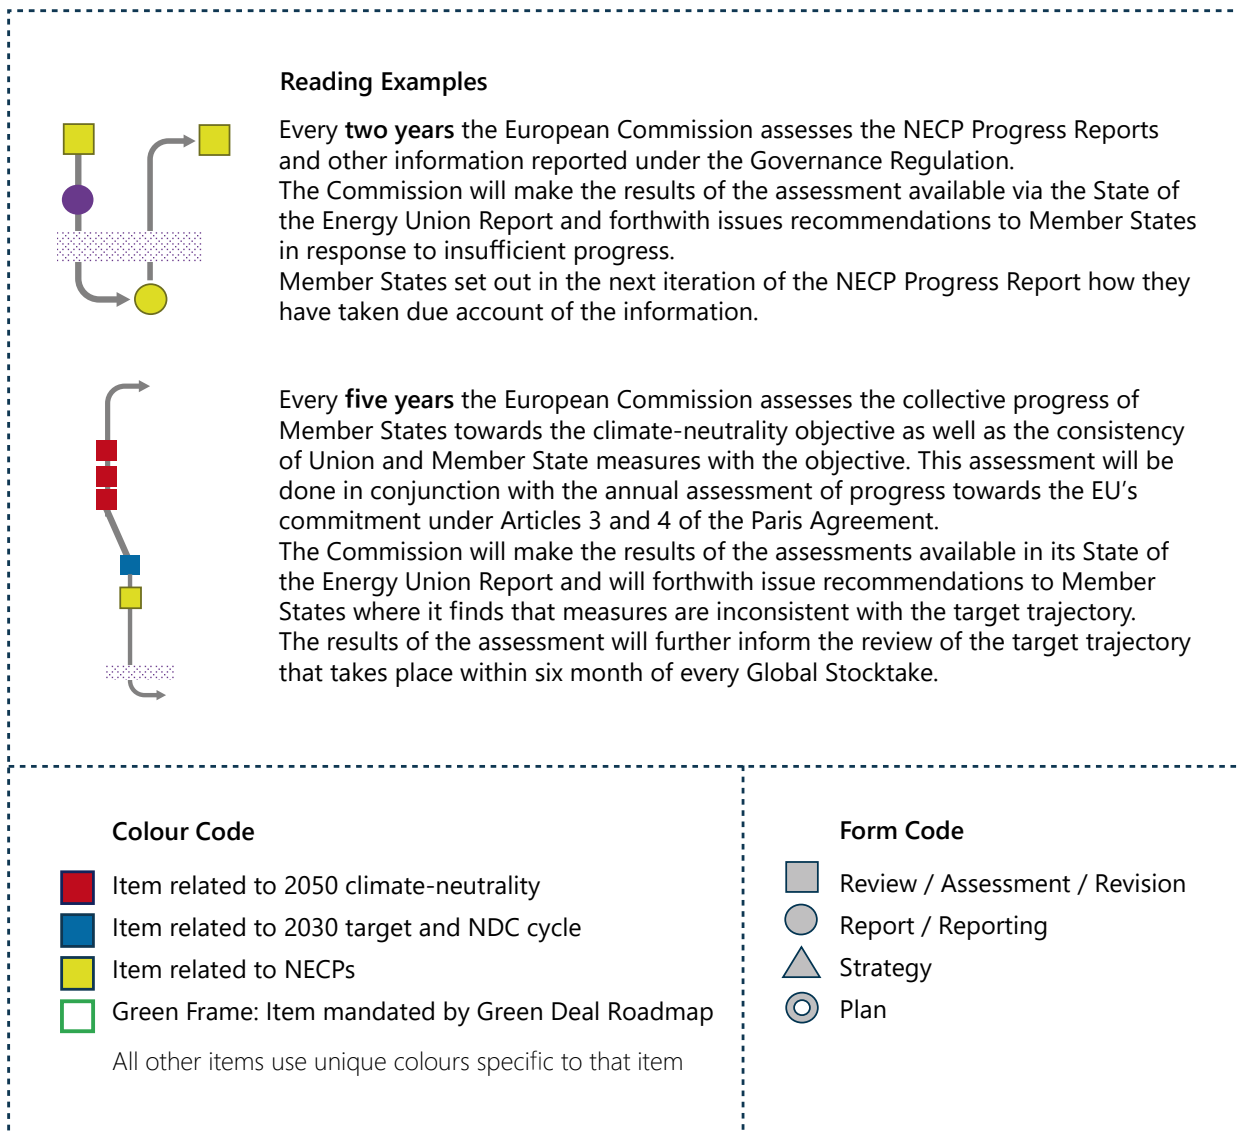 Reading Examples
Every two years the European Commission assesses the NECP Progress Reports
and other information reported under the Governance Regulation.
The Commission will make the results of the assessment available via the State of
the Energy Union Report and forthwith issues recommendations to Member States
in response to insufficient progress.
Member States set out in the next iteration of the NECP Progress Report how they
have taken due account of the information.
Every five years the European Commission assesses the collective progress of
Member States towards the climate-neutrality objective as well as the consistency
of Union and Member State measures with the objective. This assessment will be
done in conjunction with the annual assessment of progress towards the EU's
commitment under Articles 3 and 4 of the Paris Agreement.
The Commission will make the results of the assessments available in its State of
the Energy Union Report and will forthwith issue recommendations to Member
States where it finds that measures are inconsistent with the target trajectory.
The results of the assessment will further inform the review of the target trajectory
that takes place within six month of every Global Stocktake.
Colour Code
Item related to 2050 climate-neutrality
Item related to 2030 target and NDC cycle
Item related to NECPs
Green Frame: Item mandated by Green Deal Roadmap
All other items use unique colours specific to that item
Form Code
Review / Assessment / Revision
Report / Reporting
Strategy
Plan